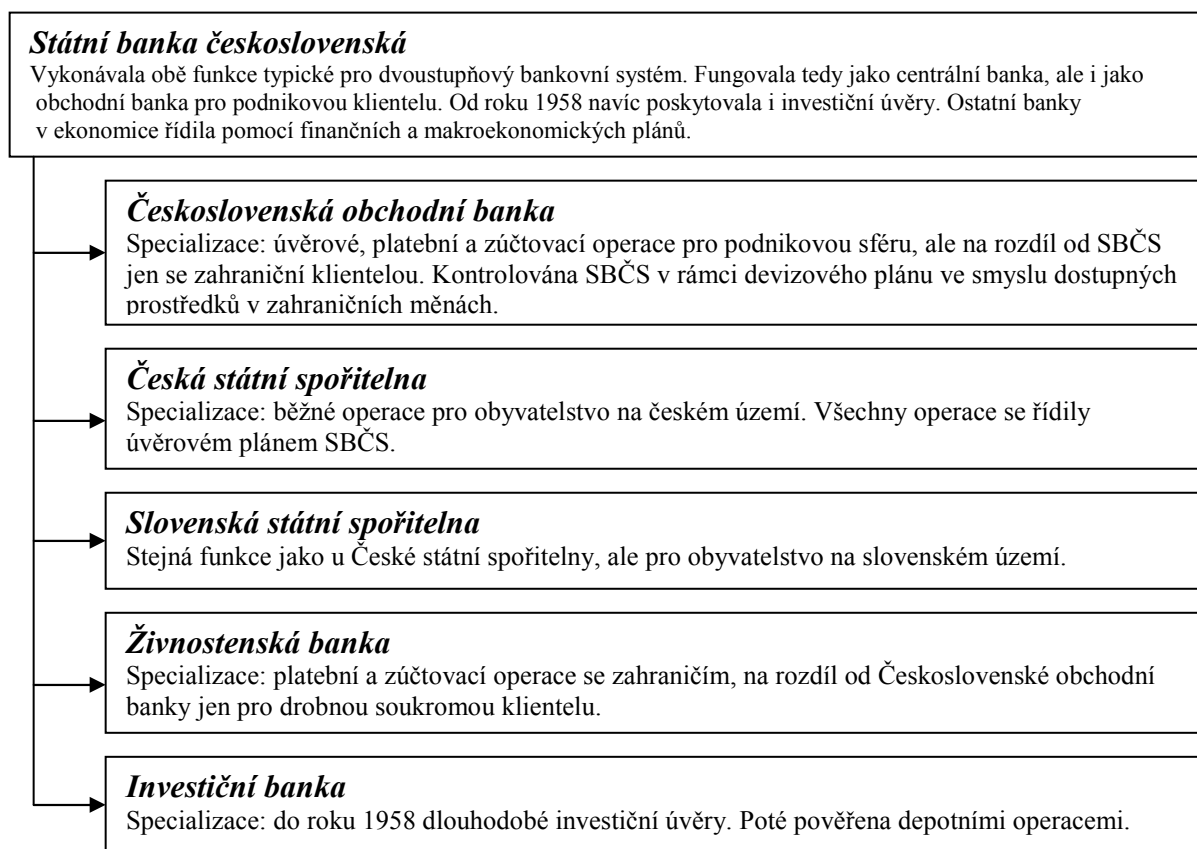 Státní banka československá
Vykonávala obě funkce typické pro dvoustupňový bankovní systém. Fungovala tedy jako centrální banka, ale i jako
obchodní banka pro podnikovou klientelu. Od roku 1958 navíc poskytovala i investiční úvěry. Ostatní banky
v ekonomice řídila pomocí finančních a makroekonomických plánů.
Československá obchodní banka
Specializace: úvěrové, platební a zúčtovací operace pro podnikovou sféru, ale na rozdíl od SBČS
jen se zahraniční klientelou. Kontrolována SBČS v rámci devizového plánu ve smyslu dostupných
prostředků v zahraničních měnách.
Česká státní spořitelna
Specializace: běžné operace pro obyvatelstvo na českém území. Všechny operace se řídily
úvěrovém plánem SBČS.
Slovenská státní spořitelna
Stejná funkce jako u České státní spořitelny, ale pro obyvatelstvo na slovenském území.
Živnostenská banka
Specializace: platební a zúčtovací operace se zahraničím, na rozdíl od Československé obchodní
banky jen pro drobnou soukromou klientelu.
Investiční banka
Specializace: do roku 1958 dlouhodobé investiční úvěry. Poté pověřena depotními operacemi.